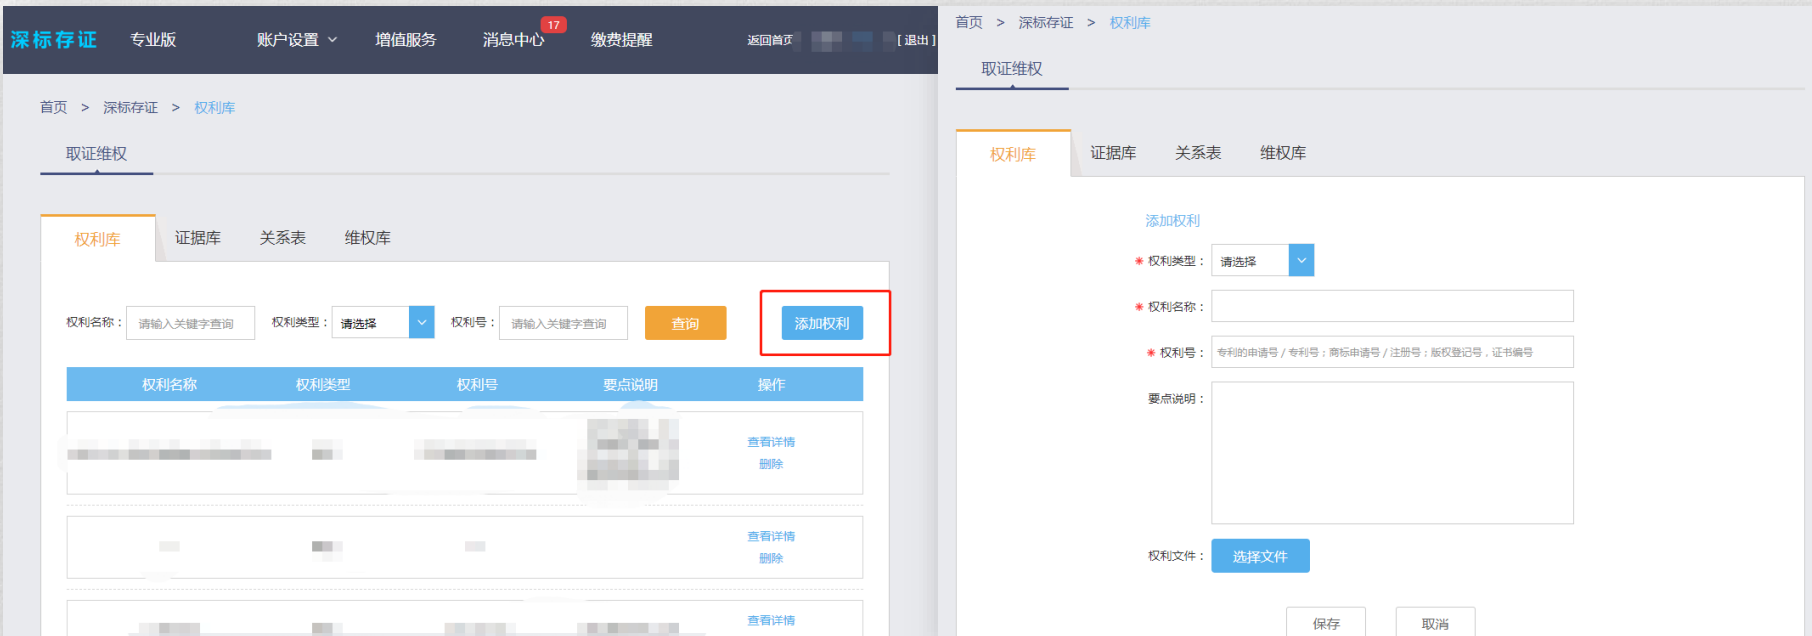 深标存证 专业版 账户设置 增值服务 消息中心 17 缴费提醒 返回首页 [ 退出 ]
首页 > 深标存证 > 权利库
取证维权
权利库 证据库 关系表 维权库
权利名称： 请输入关键字查询 权利类型： 请选择 权利号： 请输入关键字查询 查询 添加权利
权利名称 权利类型 权利号 要点说明 操作
查看详情
删除
查看详情
删除
查看详情
首页 > 深标存证 > 权利库
取证维权
权利库 证据库 关系表 维权库
添加权利
* 权利类型： 请选择
* 权利名称：
* 权利号： 专利的申请号 / 专利号；商标申请号 / 注册号；版权登记号，证书编号
要点说明：
权利文件： 选择文件
保存 取消